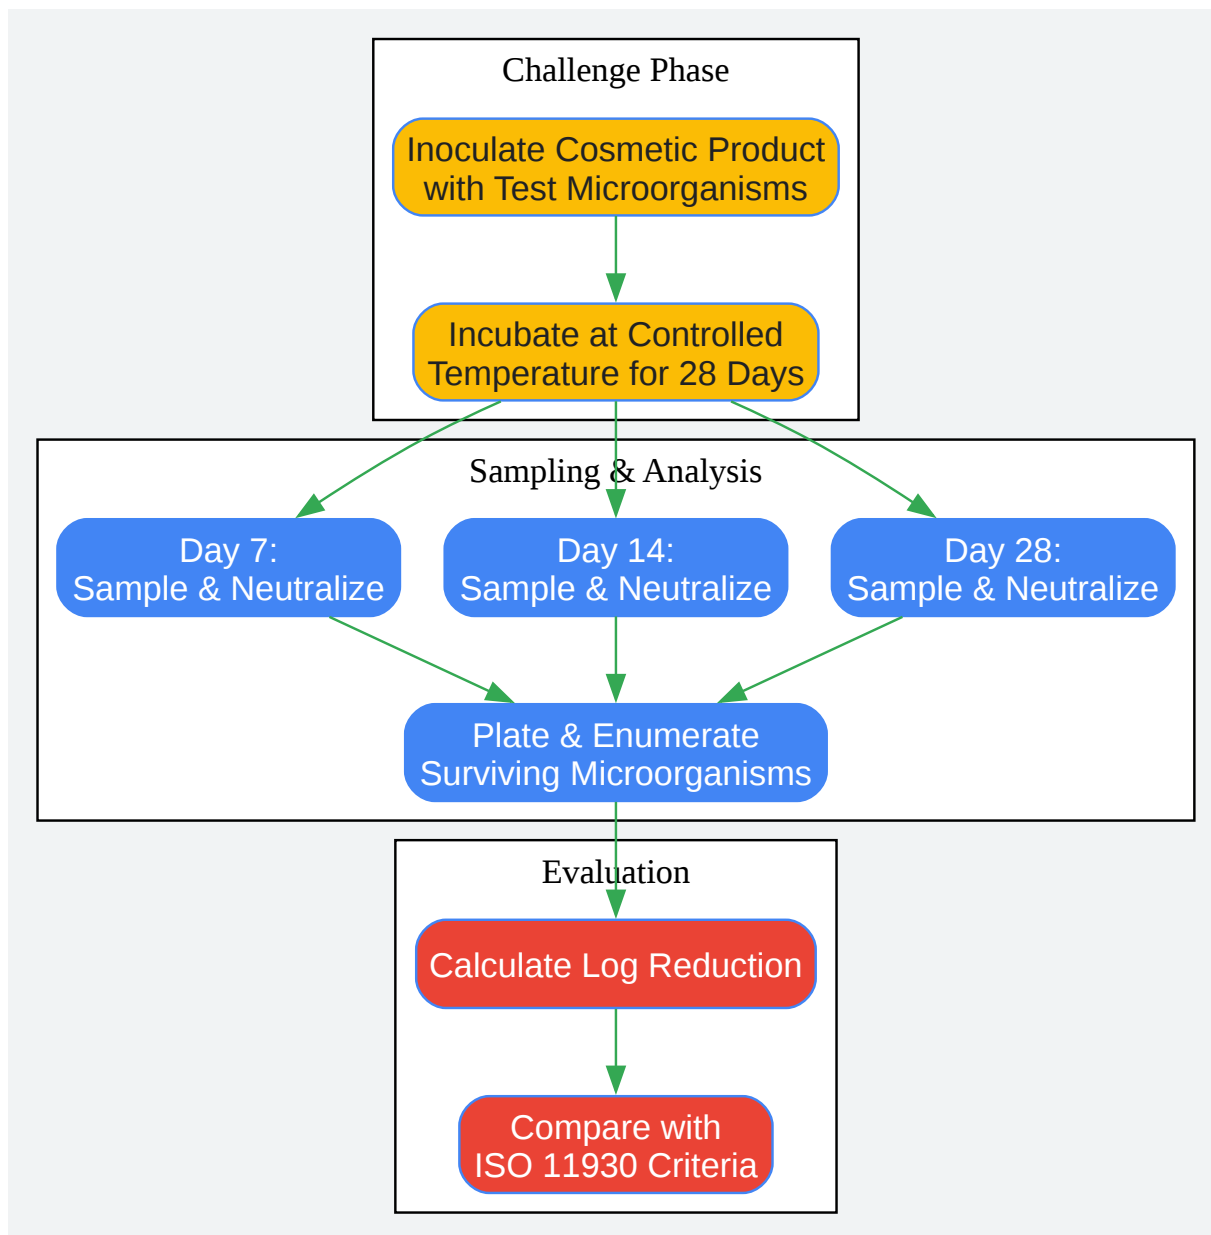 Challenge Phase
Inoculate Cosmetic Product
with Test Microorganisms
Incubate at Controlled
Temperature for 28 Days
Sampling & Analysis
Day 7:
Sample & Neutralize
Day 14:
Sample & Neutralize
Day 28:
Sample & Neutralize
Plate & Enumerate
Surviving Microorganisms
Evaluation
Calculate Log Reduction
Compare with
ISO 11930 Criteria